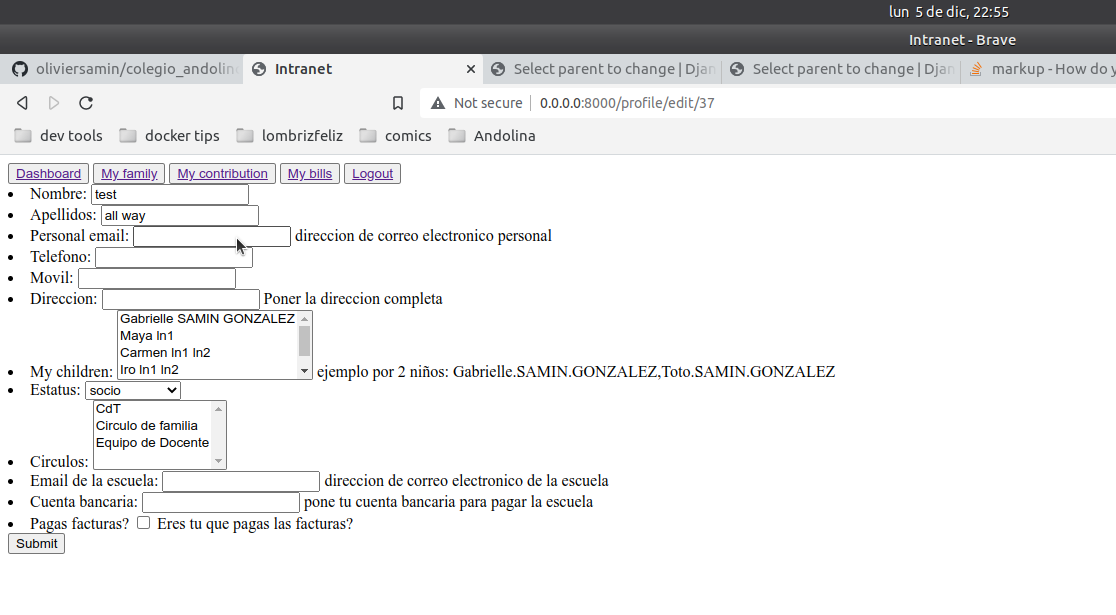 lun 5 de dic, 22:55
Intranet - Brave
oliviersamin/colegio_andolin Intranet × Select parent to change | Djan Select parent to change | Djan markup - How do y
Not secure 0.0.0.0:8000/profile/edit/37
dev tools docker tips lombrizfeliz comics Andolina
Dashboard My family My contribution My bills Logout
Nombre: test
Apellidos: all way
Personal email: direccion de correo electronico personal
Telefono:
Movil:
Direccion: Poner la direccion completa
Gabrielle SAMIN GONZALEZ
Maya ln1
Carmen ln1 ln2
Iro ln1 ln2
My children: ejemplo por 2 niños: Gabrielle.SAMIN.GONZALEZ,Toto.SAMIN.GONZALEZ
Estatus: socio
CdT
Circulo de familia
Equipo de Docente
Circulos:
Email de la escuela: direccion de correo electronico de la escuela
Cuenta bancaria: pone tu cuenta bancaria para pagar la escuela
Pagas facturas? Eres tu que pagas las facturas?
Submit